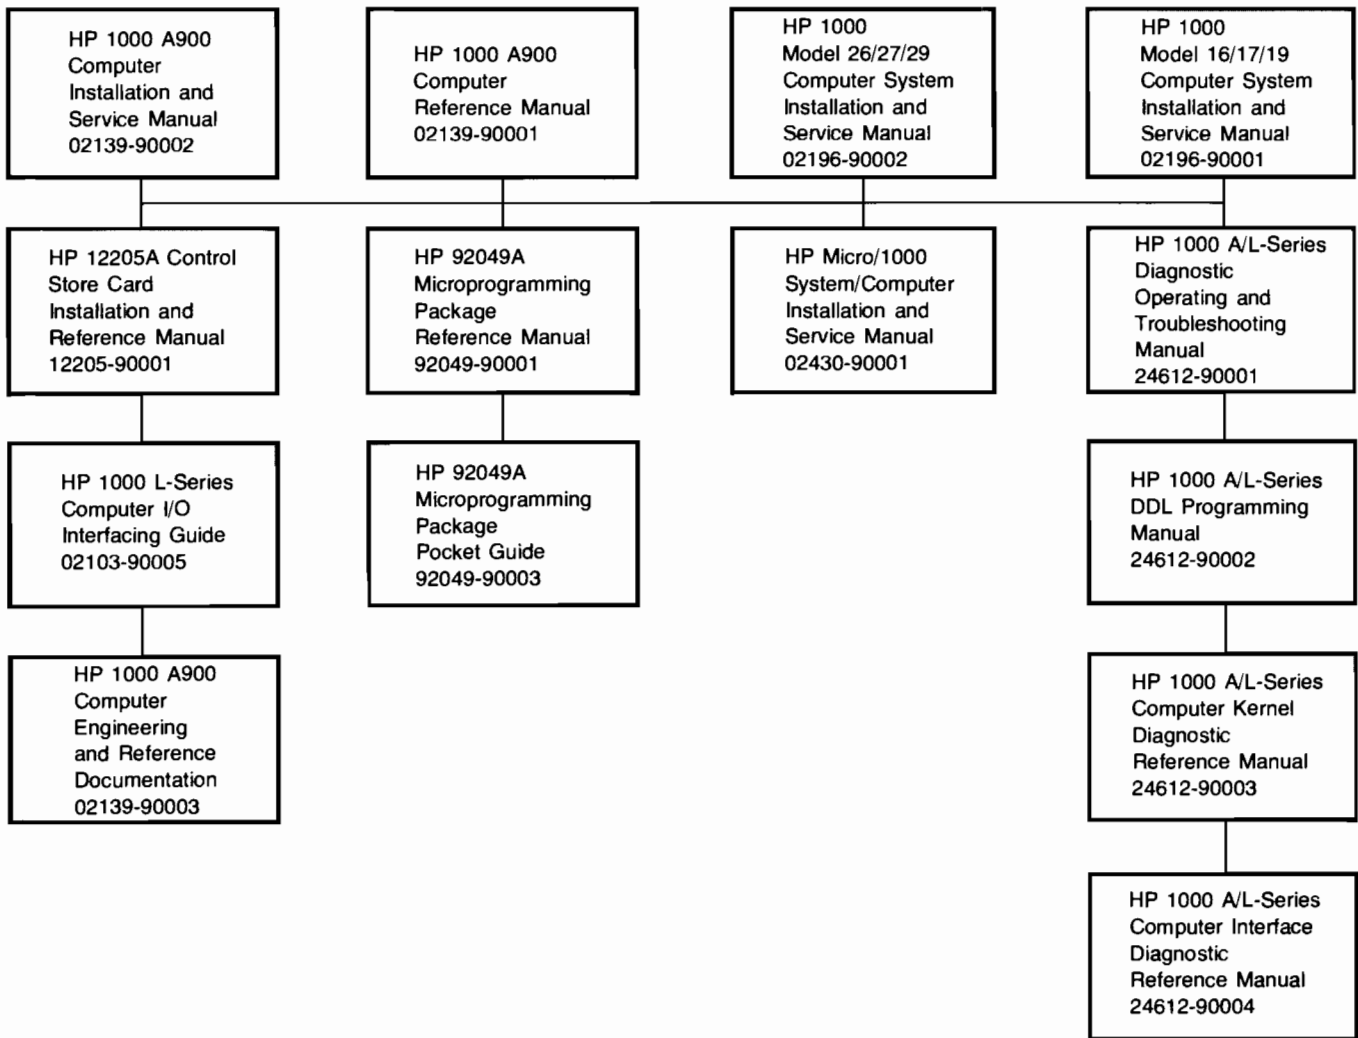 HP 1000 A900
Computer
Installation and
Service Manual
02139-90002
HP 1000 A900
Computer
Reference Manual
02139-90001
HP 1000
Model 26/27/29
Computer System
Installation and
Service Manual
02196-90002
HP 1000
Model 16/17/19
Computer System
Installation and
Service Manual
02196-90001
HP 12205A Control
Store Card
Installation and
Reference Manual
12205-90001
HP 92049A
Microprogramming
Package
Reference Manual
92049-90001
HP Micro/1000
System/Computer
Installation and
Service Manual
02430-90001
HP 1000 A/L-Series
Diagnostic
Operating and
Troubleshooting
Manual
24612-90001
HP 1000 L-Series
Computer I/O
Interfacing Guide
02103-90005
HP 92049A
Microprogramming
Package
Pocket Guide
92049-90003
HP 1000 A/L-Series
DDL Programming
Manual
24612-90002
HP 1000 A900
Computer
Engineering
and Reference
Documentation
02139-90003
HP 1000 A/L-Series
Computer Kernel
Diagnostic
Reference Manual
24612-90003
HP 1000 A/L-Series
Computer Interface
Diagnostic
Reference Manual
24612-90004